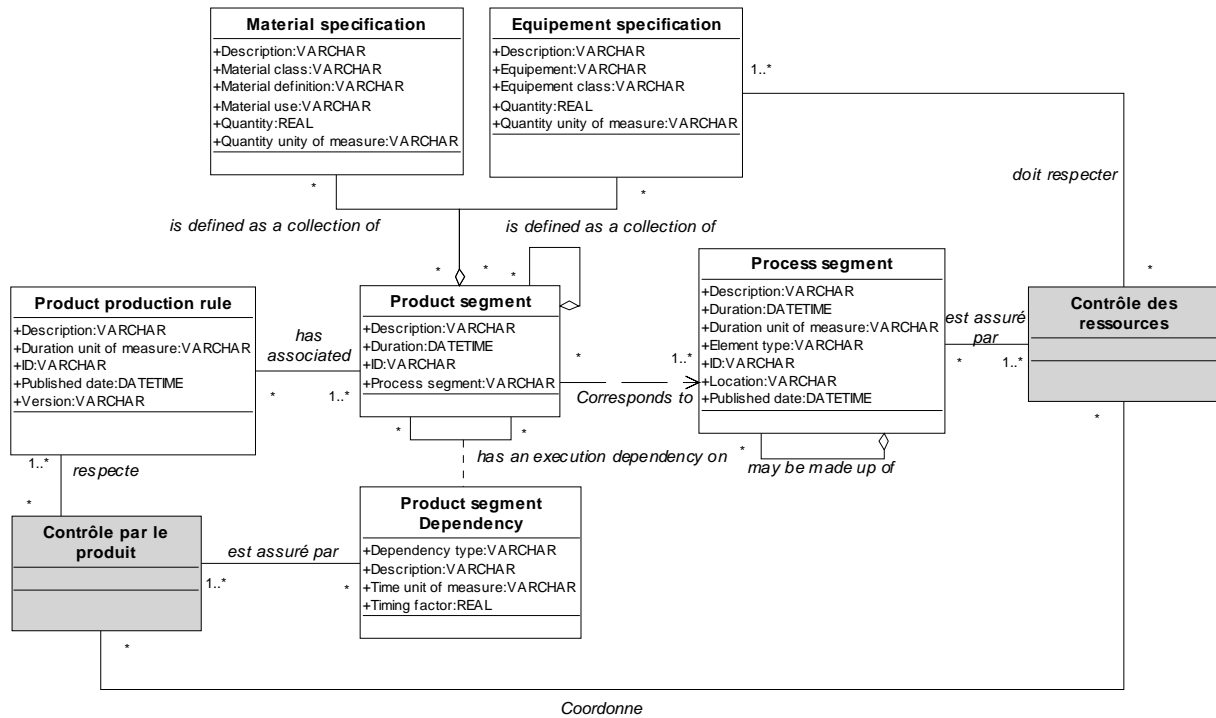 Material specification
+Description:VARCHAR
+Material class:VARCHAR
+Material definition:VARCHAR
+Material use:VARCHAR
+Quantity:REAL
+Quantity unity of measure:VARCHAR
Equipement specification
+Description:VARCHAR
+Equipement:VARCHAR
+Equipement class:VARCHAR
+Quantity:REAL
+Quantity unity of measure:VARCHAR
1..*
doit respecter
*
*
*
is defined as a collection of
is defined as a collection of
*
*
*
Product production rule
+Description:VARCHAR
+Duration unit of measure:VARCHAR
+ID:VARCHAR
+Published date:DATETIME
+Version:VARCHAR
has
associated
*
1..*
Product segment
+Description:VARCHAR
+Duration:DATETIME
+ID:VARCHAR
+Process segment:VARCHAR
*
1..*
Corresponds to
Process segment
+Description:VARCHAR
+Duration:DATETIME
+Duration unit of measure:VARCHAR
+Element type:VARCHAR
+ID:VARCHAR
+Location:VARCHAR
+Published date:DATETIME
est assuré
par
*
1..*
Contrôle des
ressources
*
*
*
has an execution dependency on
*
may be made up of
1..*
respecte
*
Contrôle par le
produit
est assuré par
1..*
*
Product segment
Dependency
+Dependency type:VARCHAR
+Description:VARCHAR
+Time unit of measure:VARCHAR
+Timing factor:REAL
*
Coordonne